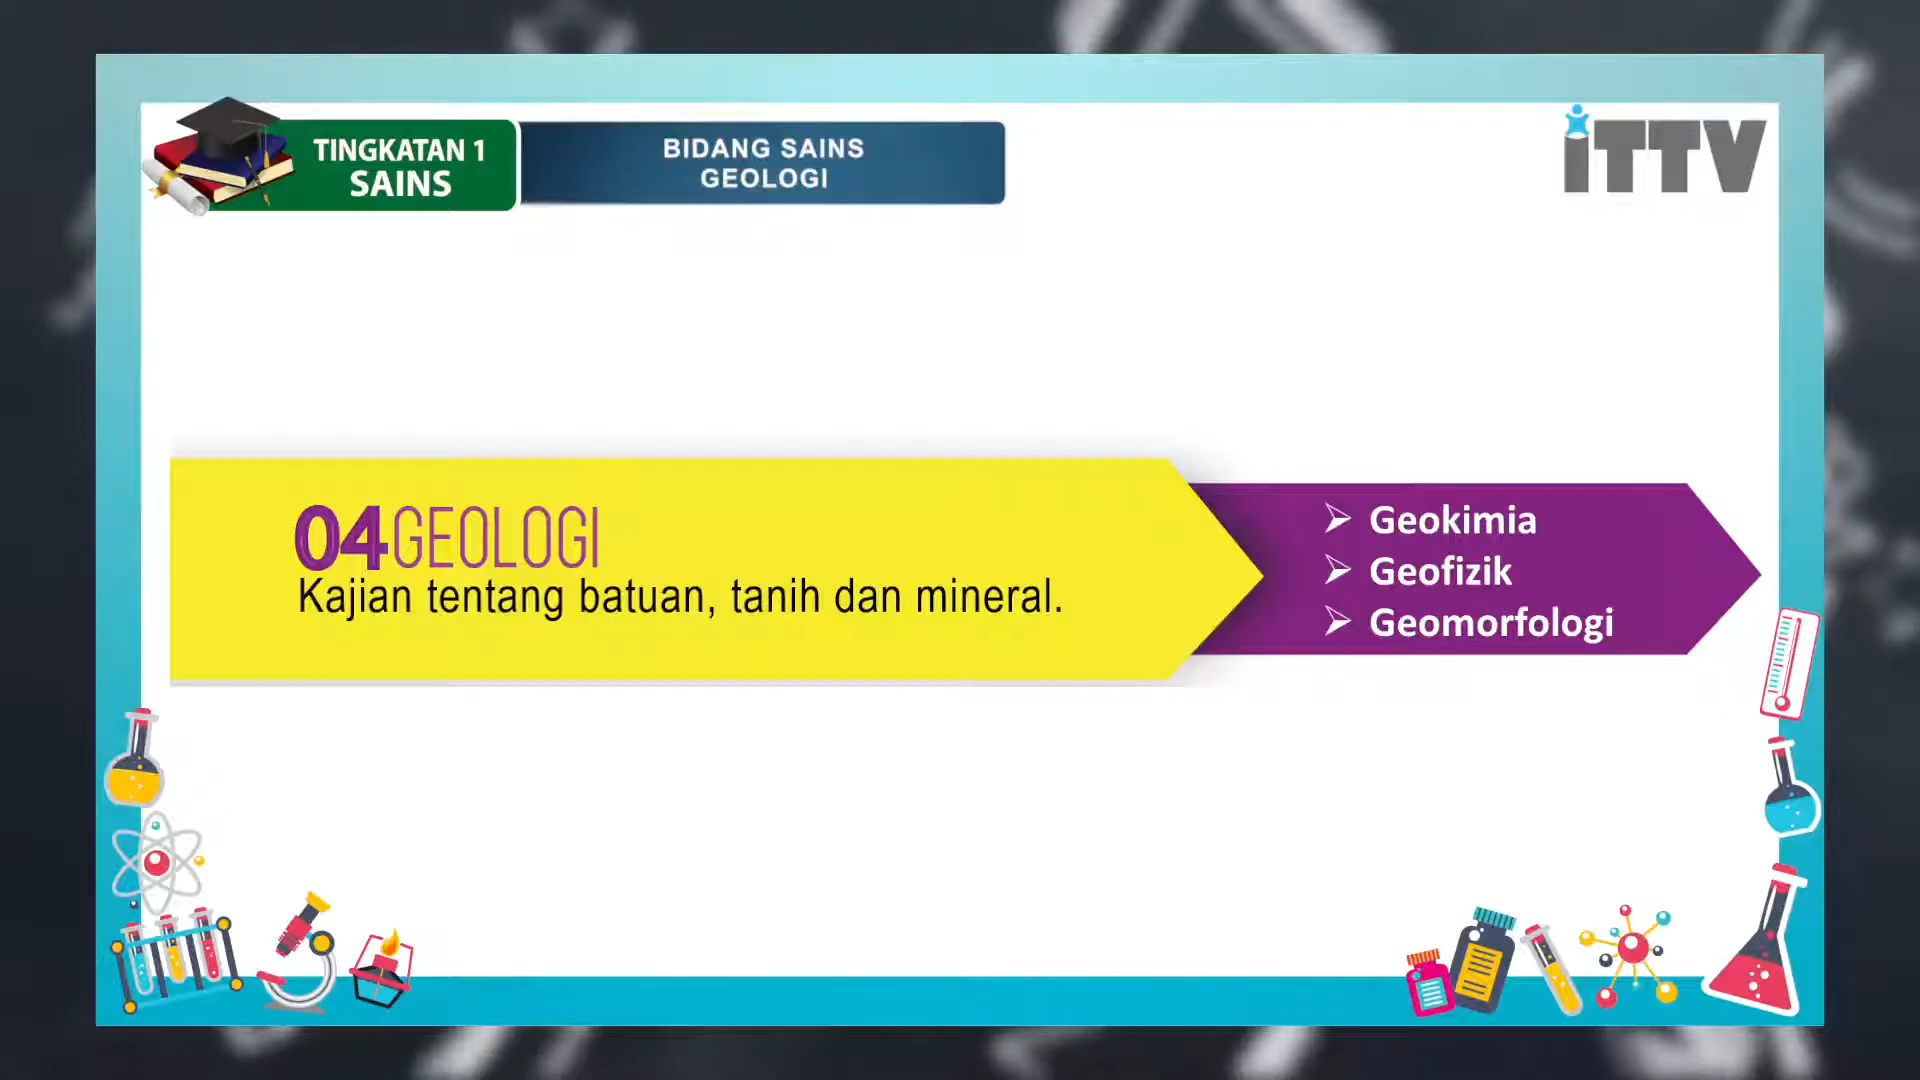 TINGKATAN 1
SAINS
BIDANG SAINS
GEOLOGI
iTTV
04GEOLOGI
Kajian tentang batuan, tanih dan mineral.
➢ Geokimia
➢ Geofizik
➢ Geomorfologi